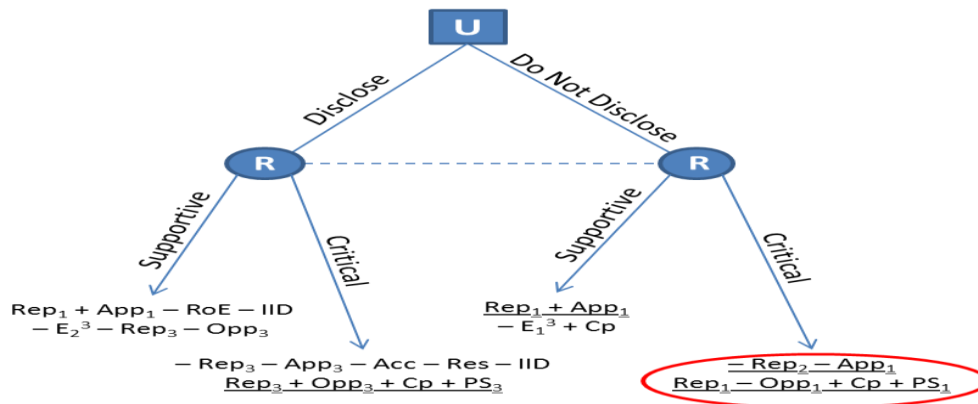 U
Disclose
Do Not Disclose
R
R
Supportive
Critical
Supportive
Critical
Rep₁ + App₁ – RoE – IID
– E₂³ – Rep₃ – Opp₃
Rep₁ + App₁
– E₁³ + Cp
– Rep₃ – App₃ – Acc – Res – IID
Rep₃ + Opp₃ + Cp + PS₃
– Rep₂ – App₁
Rep₁ – Opp₁ + Cp + PS₁